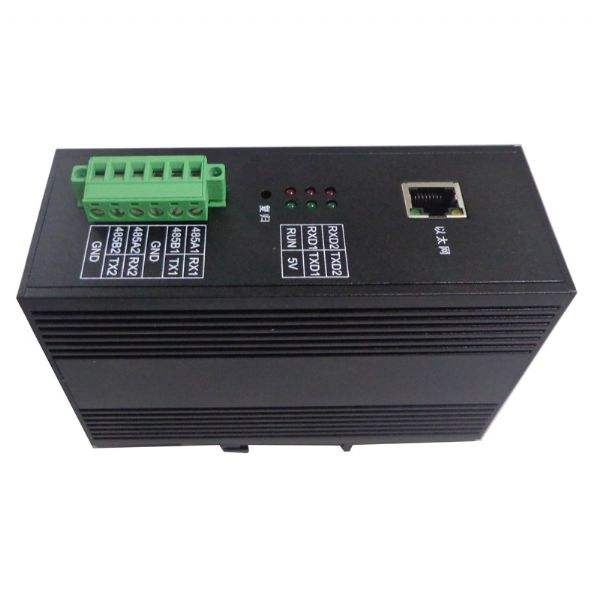 以太网
RXD2 TXD2
RXD1 TXD1
RUN 5V
复归
485A1 RX1
485B1 TX1
GND
485A2 RX2
485B2 TX2
GND